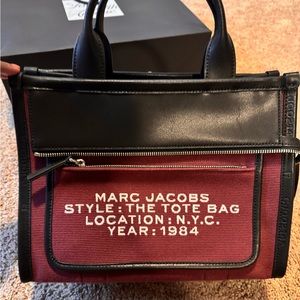 MARC JACOBS
STYLE: THE TOTE BAG
LOCATION: N.Y.C.
YEAR: 1984